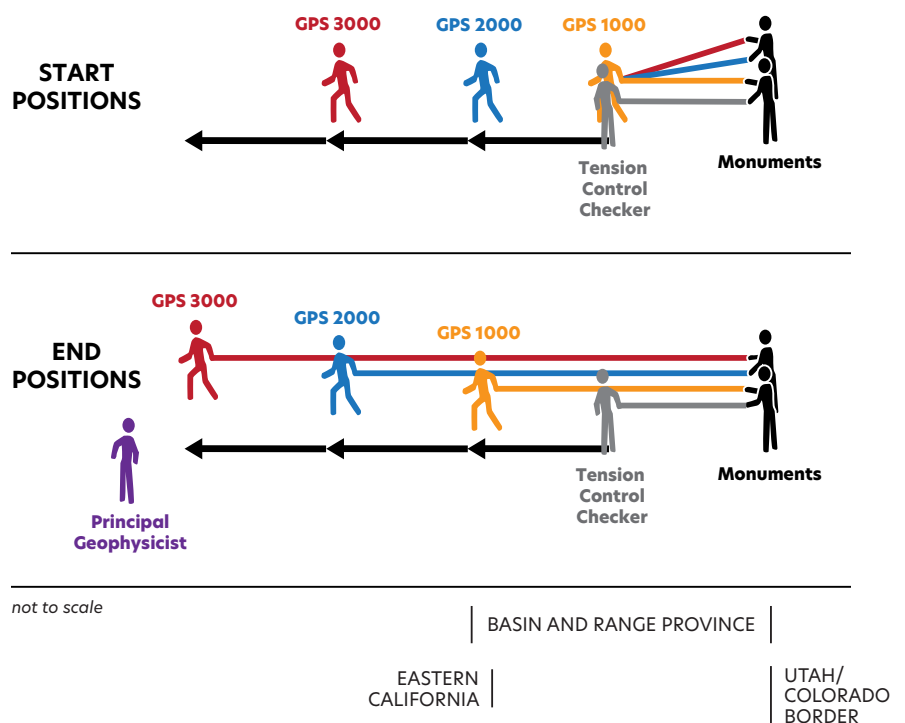 GPS 3000
GPS 2000
GPS 1000
START
POSITIONS
Tension
Control
Checker
Monuments
GPS 3000
GPS 2000
GPS 1000
END
POSITIONS
Principal
Geophysicist
Tension
Control
Checker
Monuments
not to scale
BASIN AND RANGE PROVINCE
EASTERN
CALIFORNIA
UTAH/
COLORADO
BORDER